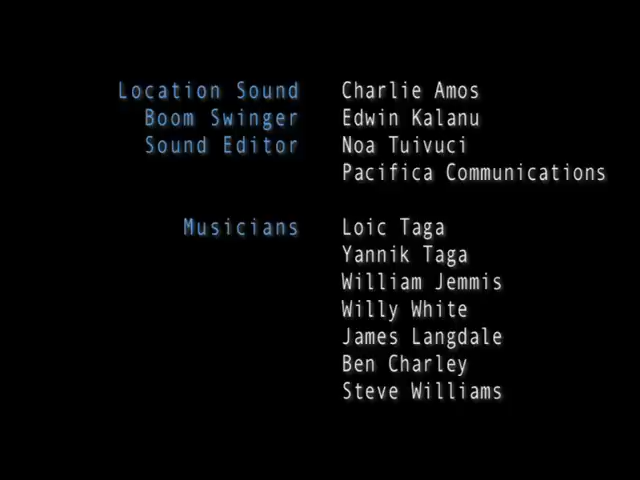 Location Sound Charlie Amos
Boom Swinger Edwin Kalanu
Sound Editor Noa Tuivuci
Pacifica Communications
Musicians Loic Taga
Yannik Taga
William Jemmis
Willy White
James Langdale
Ben Charley
Steve Williams